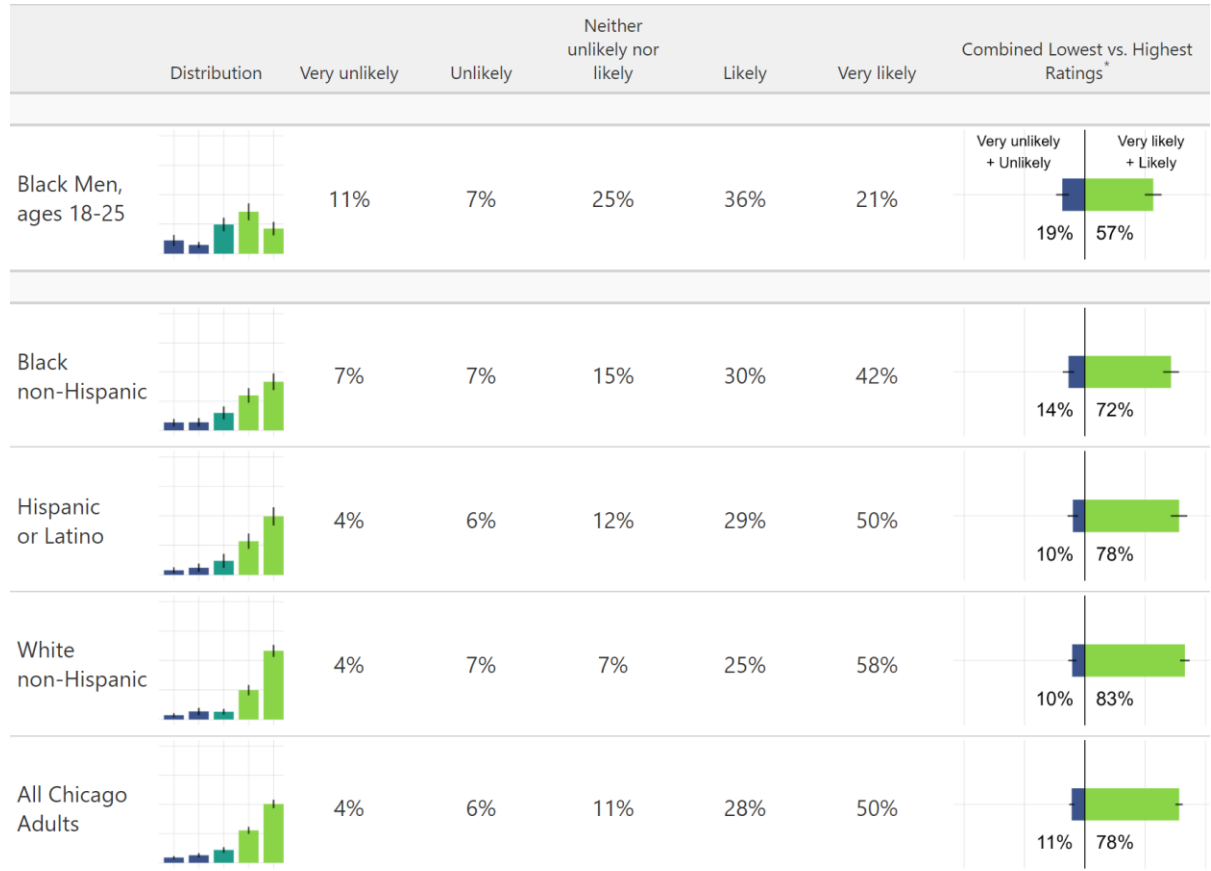 Distribution
Very unlikely
Unlikely
Neither
unlikely nor
likely
Likely
Very likely
Combined Lowest vs. Highest
Ratings*
Black Men,
ages 18-25
11%
7%
25%
36%
21%
Very unlikely
+ Unlikely
Very likely
+ Likely
19%
57%
Black
non-Hispanic
7%
7%
15%
30%
42%
14%
72%
Hispanic
or Latino
4%
6%
12%
29%
50%
10%
78%
White
non-Hispanic
4%
7%
7%
25%
58%
10%
83%
All Chicago
Adults
4%
6%
11%
28%
50%
11%
78%